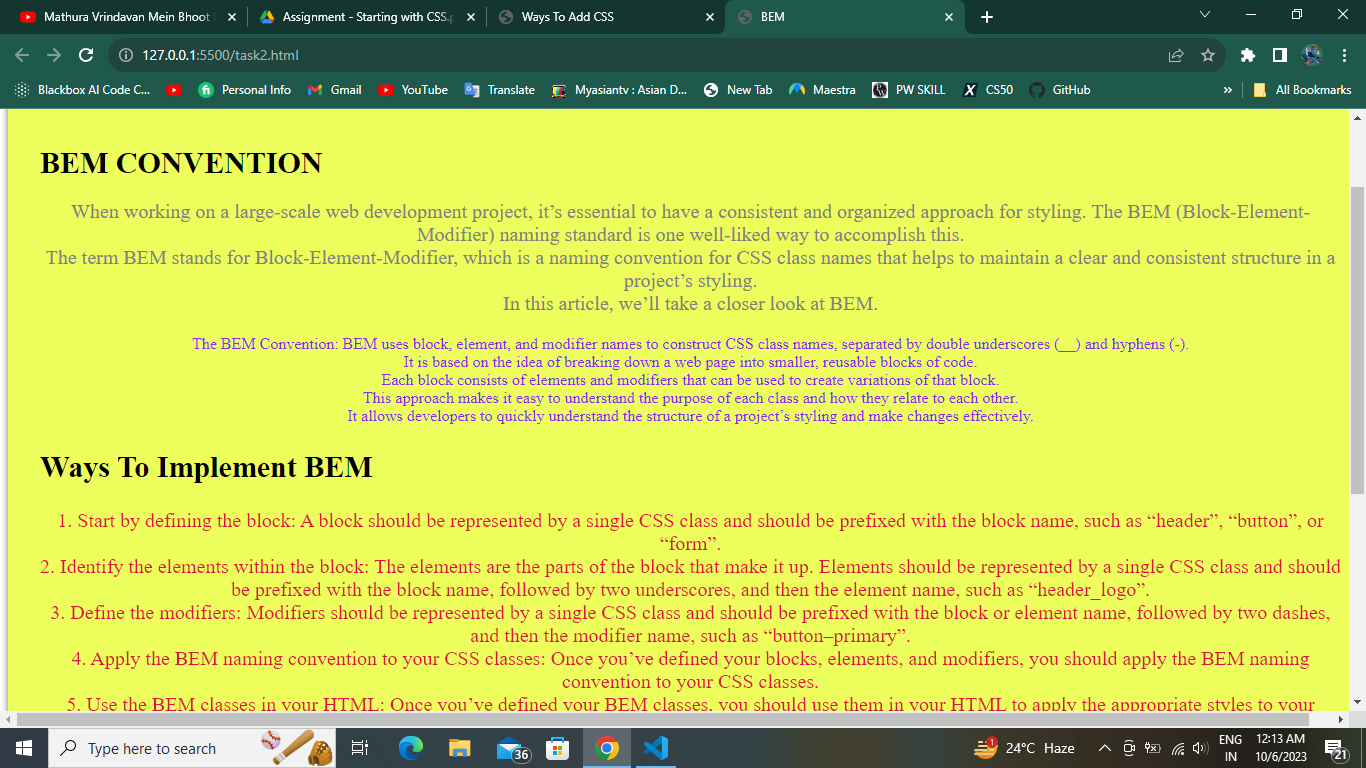 Mathura Vrindavan Mein Bhoot
Assignment - Starting with CSS.p
Ways To Add CSS
BEM
127.0.0.1:5500/task2.html
Blackbox AI Code C...
Personal Info
Gmail
YouTube
Translate
Myasiantv : Asian D...
New Tab
Maestra
PW SKILL
CS50
GitHub
»
All Bookmarks
BEM CONVENTION
When working on a large-scale web development project, it’s essential to have a consistent and organized approach for styling. The BEM (Block-Element-
Modifier) naming standard is one well-liked way to accomplish this.
The term BEM stands for Block-Element-Modifier, which is a naming convention for CSS class names that helps to maintain a clear and consistent structure in a
project’s styling.
In this article, we’ll take a closer look at BEM.
The BEM Convention: BEM uses block, element, and modifier names to construct CSS class names, separated by double underscores (__) and hyphens (-).
It is based on the idea of breaking down a web page into smaller, reusable blocks of code.
Each block consists of elements and modifiers that can be used to create variations of that block.
This approach makes it easy to understand the purpose of each class and how they relate to each other.
It allows developers to quickly understand the structure of a project’s styling and make changes effectively.
Ways To Implement BEM
1. Start by defining the block: A block should be represented by a single CSS class and should be prefixed with the block name, such as “header”, “button”, or
“form”.
2. Identify the elements within the block: The elements are the parts of the block that make it up. Elements should be represented by a single CSS class and should
be prefixed with the block name, followed by two underscores, and then the element name, such as “header_logo”.
3. Define the modifiers: Modifiers should be represented by a single CSS class and should be prefixed with the block or element name, followed by two dashes,
and then the modifier name, such as “button–primary”.
4. Apply the BEM naming convention to your CSS classes: Once you’ve defined your blocks, elements, and modifiers, you should apply the BEM naming
convention to your CSS classes.
5. Use the BEM classes in your HTML: Once you’ve defined your BEM classes, you should use them in your HTML to apply the appropriate styles to your
Type here to search
36
1
24°C Haze
ENG
IN
12:13 AM
10/6/2023
21